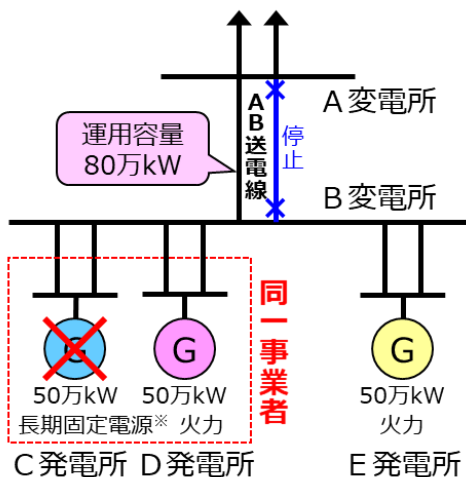 A変電所
AB送電線
停止
運用容量
80万kW
B変電所
G
G
G
同一事業者
50万kW
50万kW
50万kW
長期固定電源※
火力
火力
C発電所
D発電所
E発電所